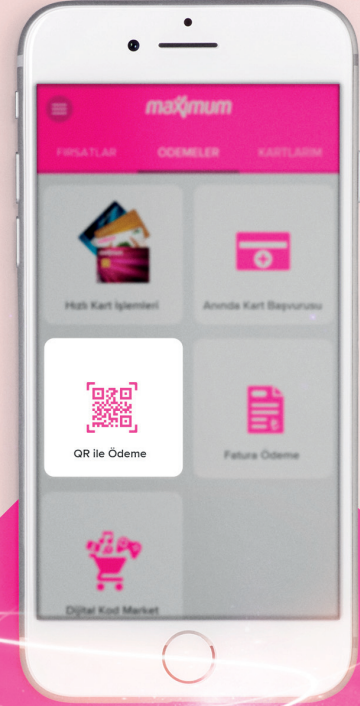 maximum
FIRSATLAR ÖDEMELER KARTLARIM
Hızlı Kart İşlemleri Anında Kart Başvurusu
QR ile Ödeme Fatura Ödeme
Dijital Kod Market